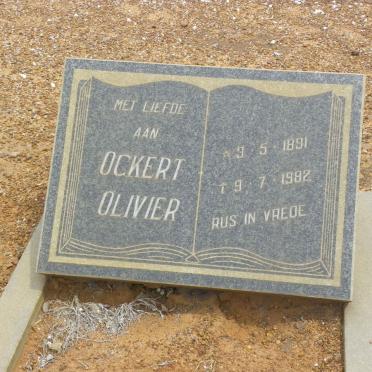 MET LIEFDE
AAN
OCKERT
OLIVIER
* 9 · 5 · 1891
† 9 · 7 · 1982
RUS IN VREDE